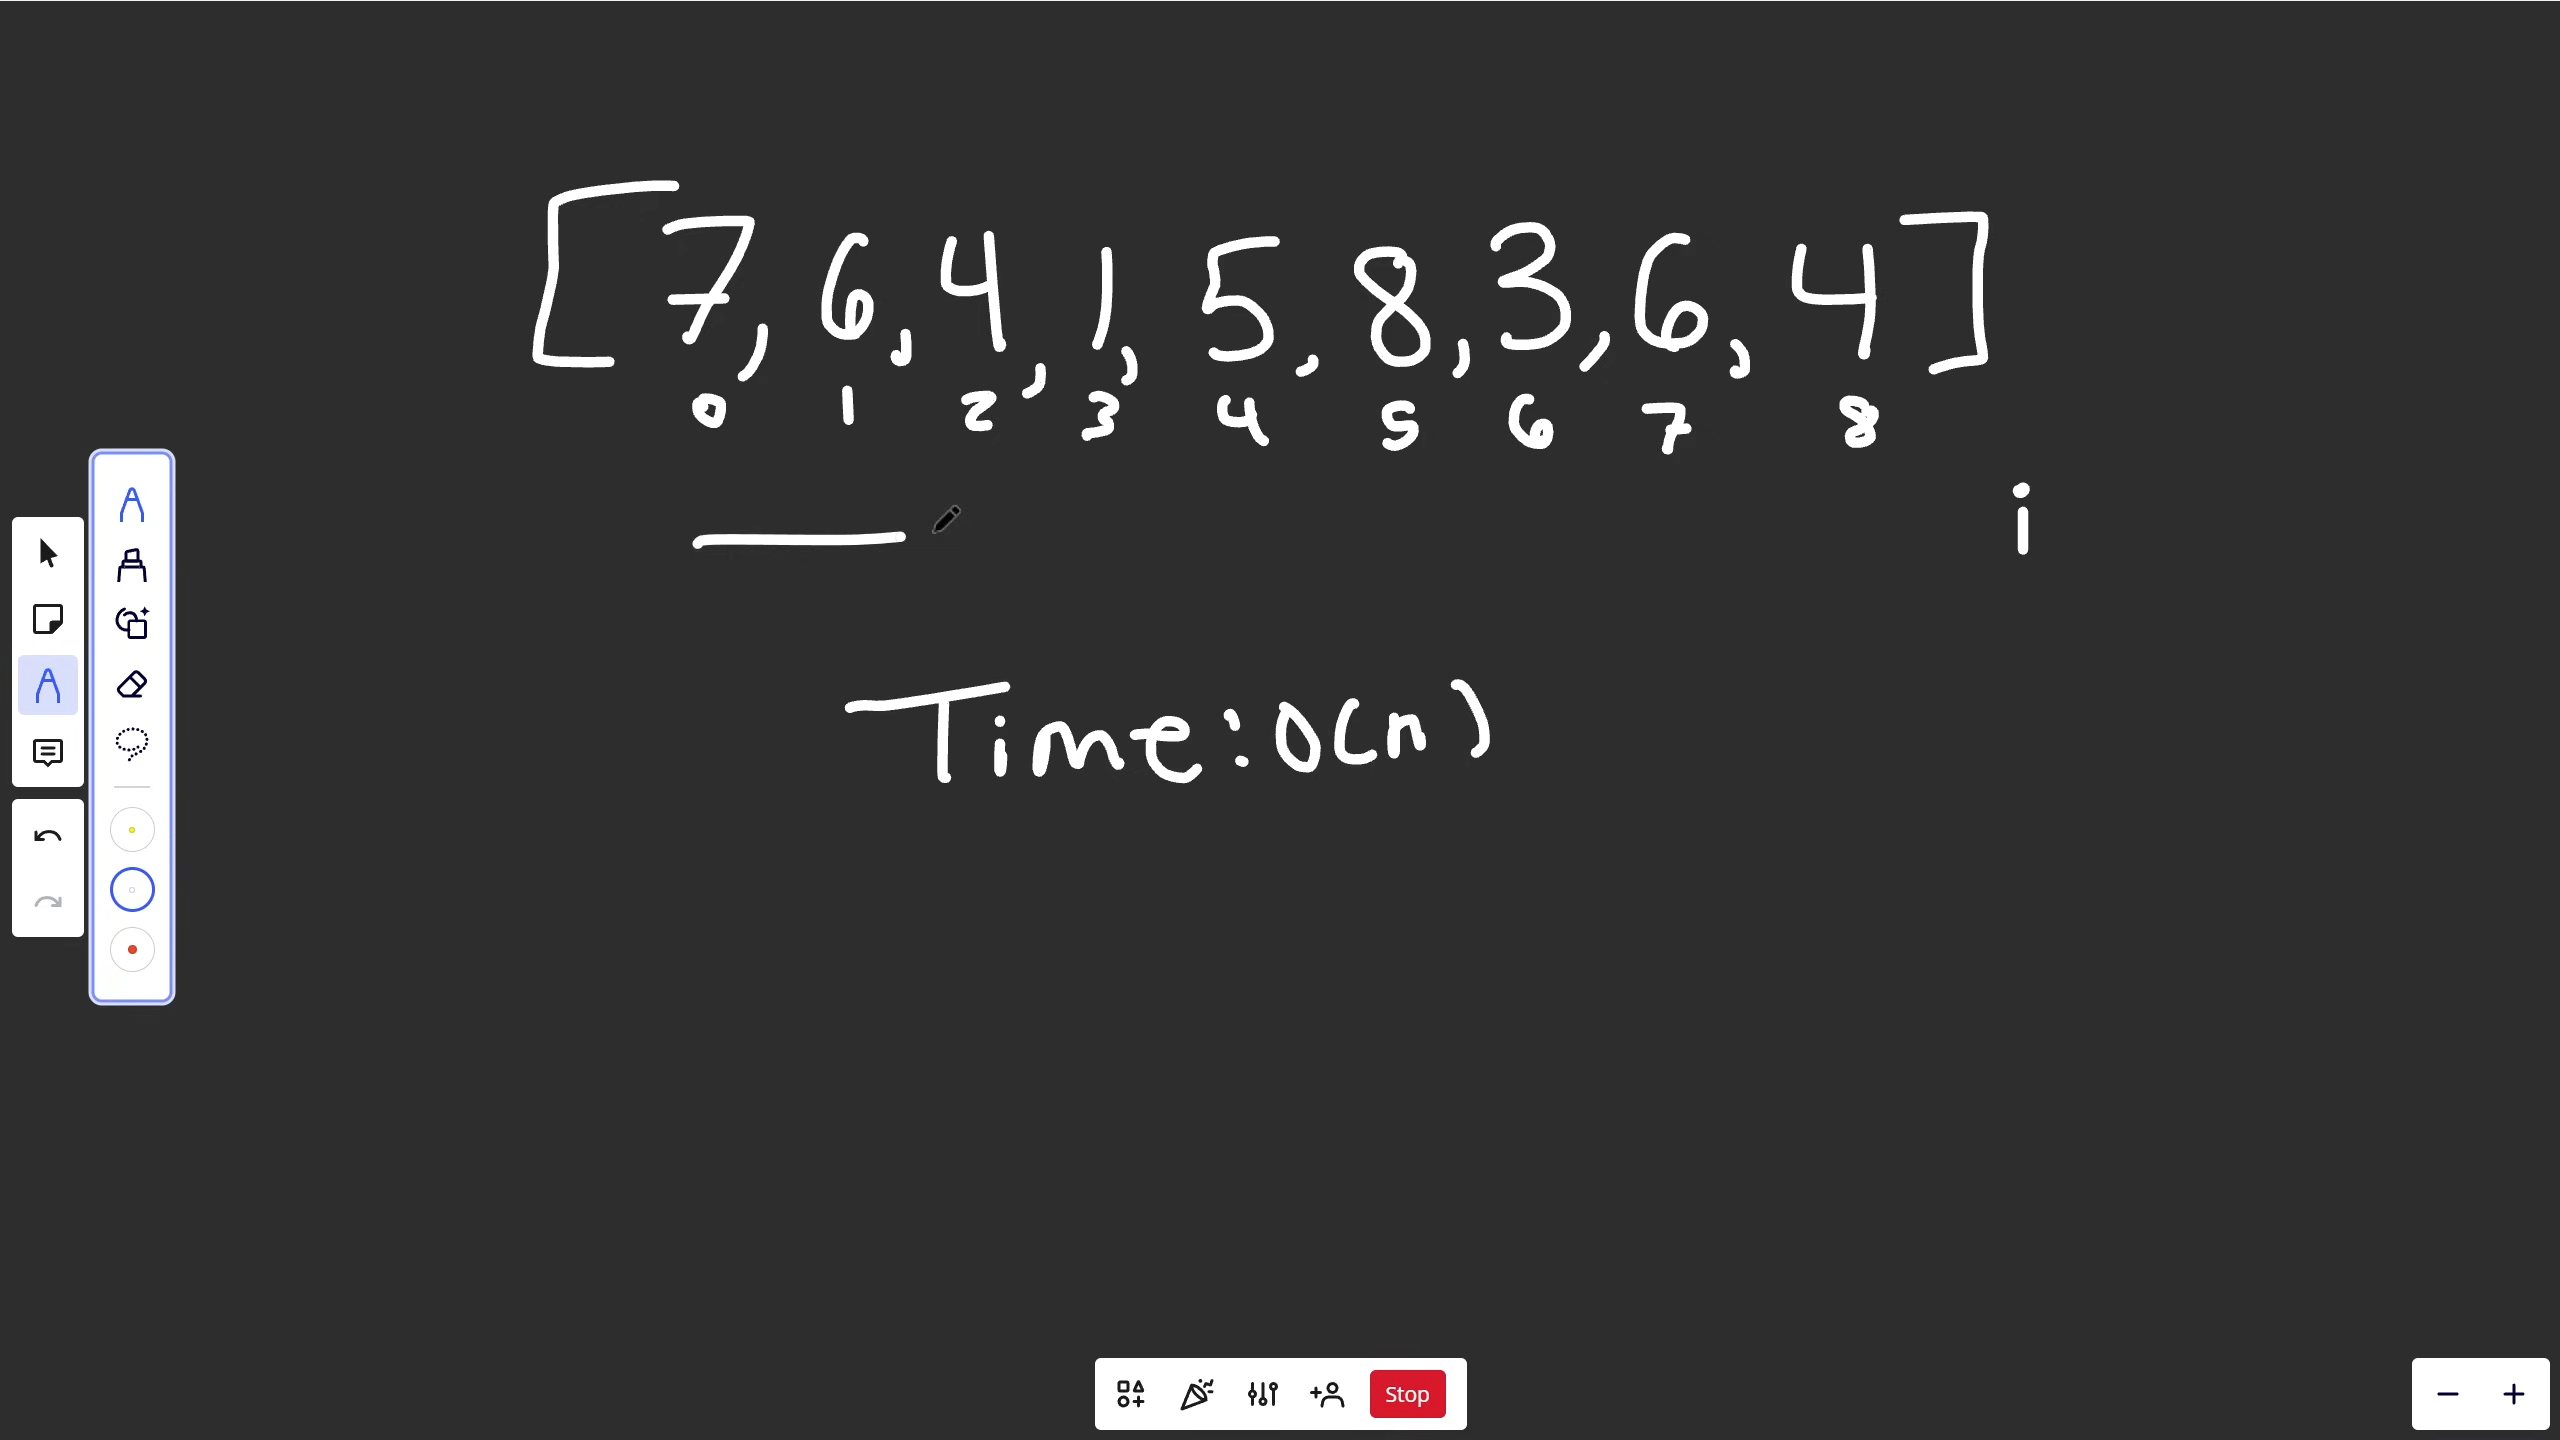 [7, 6, 4, 1, 5, 8, 3, 6, 4]
0 1 2 3 4 5 6 7 8
i
Time: O(n)
Stop